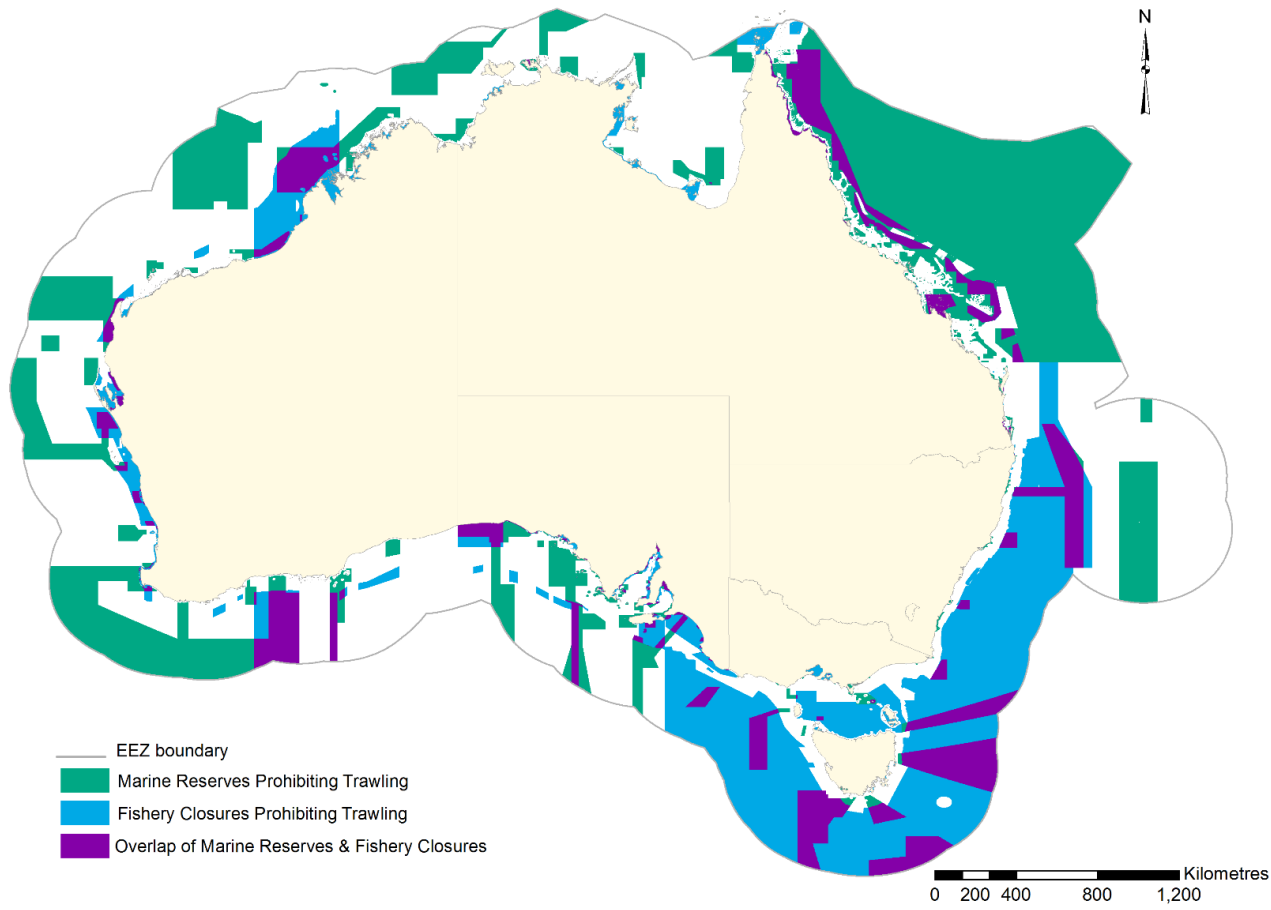 N
EEZ boundary
Marine Reserves Prohibiting Trawling
Fishery Closures Prohibiting Trawling
Overlap of Marine Reserves & Fishery Closures
Kilometres
0 200 400 800 1,200